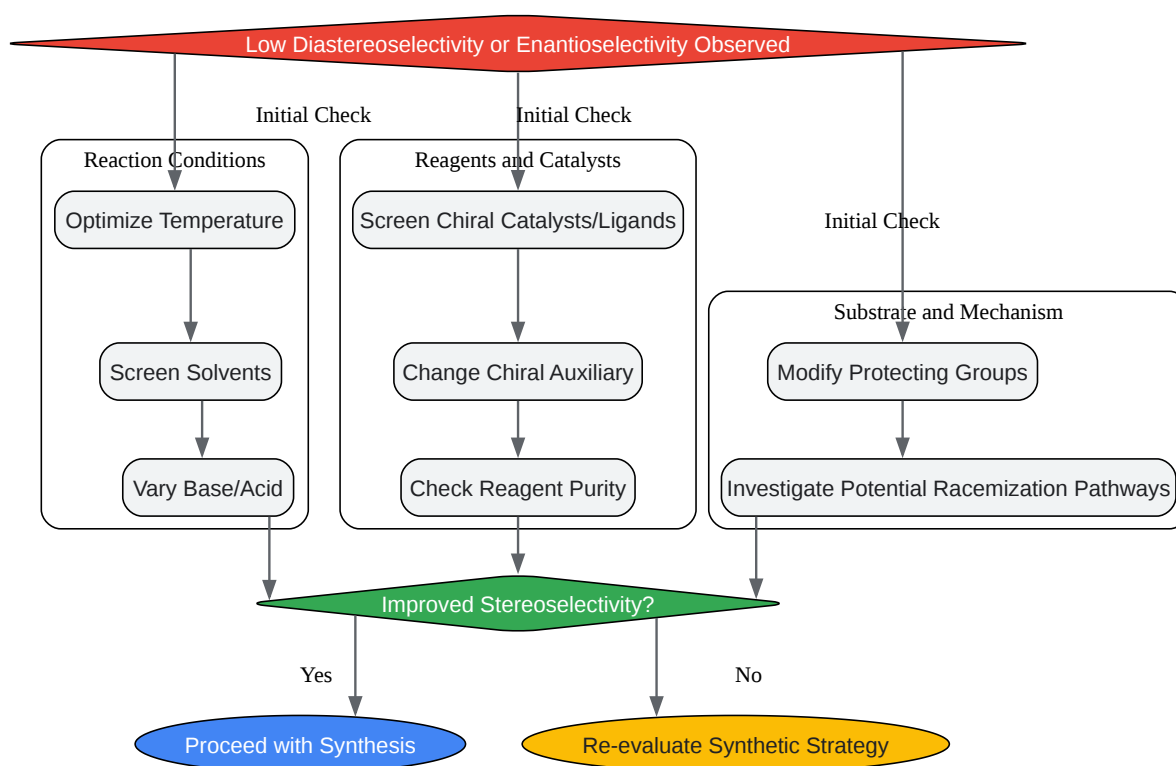 Low Diastereoselectivity or Enantioselectivity Observed
Initial Check
Initial Check
Initial Check
Reaction Conditions
Optimize Temperature
Screen Solvents
Vary Base/Acid
Reagents and Catalysts
Screen Chiral Catalysts/Ligands
Change Chiral Auxiliary
Check Reagent Purity
Substrate and Mechanism
Modify Protecting Groups
Investigate Potential Racemization Pathways
Improved Stereoselectivity?
Yes
No
Proceed with Synthesis
Re-evaluate Synthetic Strategy